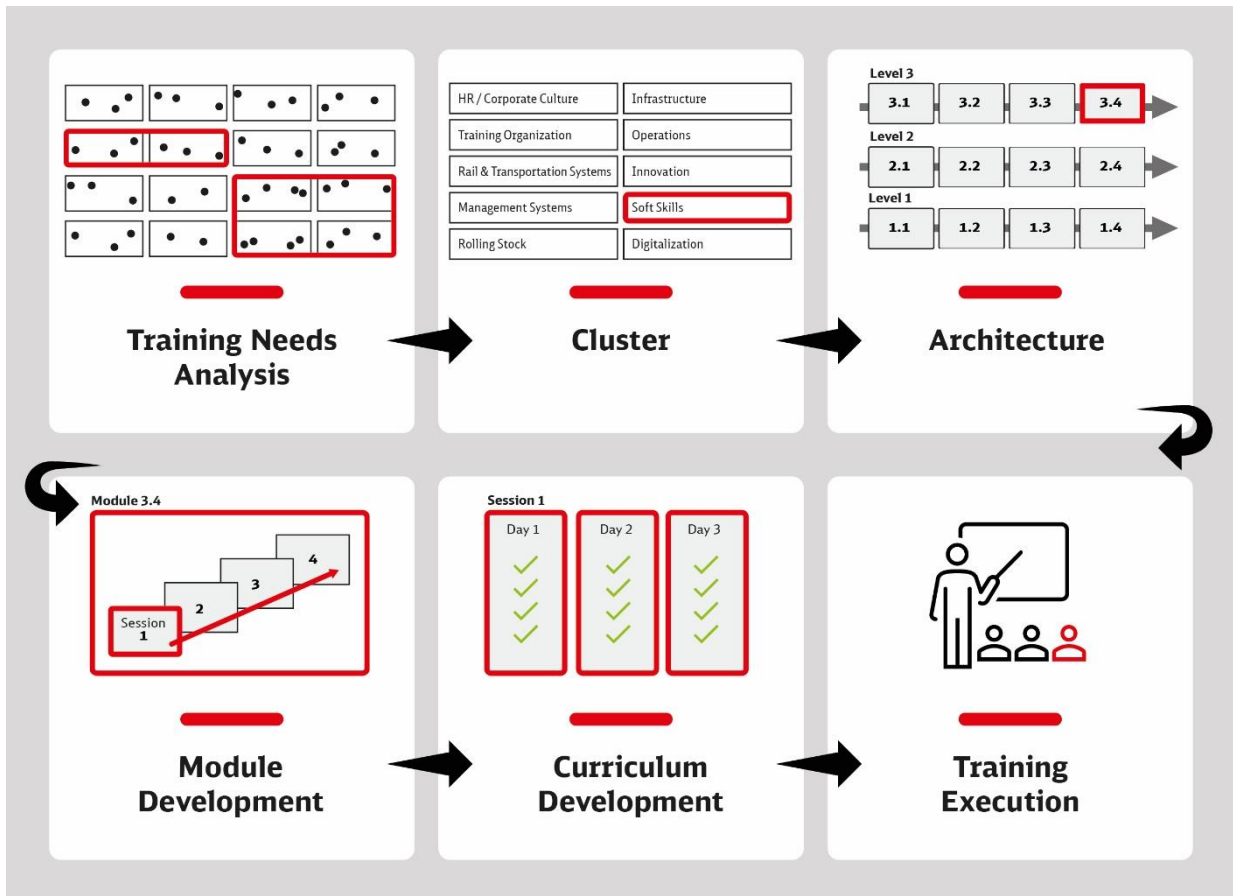 HR / Corporate Culture
Infrastructure
Training Organization
Operations
Rail & Transportation Systems
Innovation
Management Systems
Soft Skills
Rolling Stock
Digitalization
Level 3
3.1
3.2
3.3
3.4
Level 2
2.1
2.2
2.3
2.4
Level 1
1.1
1.2
1.3
1.4
Training Needs
Analysis
Cluster
Architecture
Module 3.4
4
3
2
Session
1
Session 1
Day 1
Day 2
Day 3
Module
Development
Curriculum
Development
Training
Execution